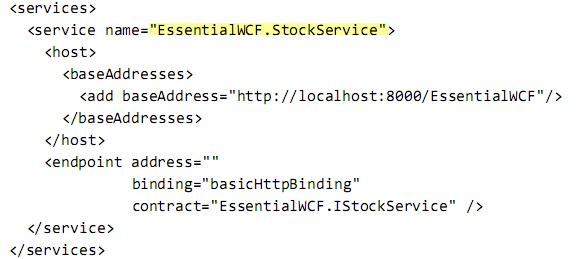 <services>
<service name="EssentialWCF.StockService">
<host>
<baseAddresses>
<add baseAddress="http://localhost:8000/EssentialWCF"/>
</baseAddresses>
</host>
<endpoint address=""
binding="basicHttpBinding"
contract="EssentialWCF.IStockService" />
</service>
</services>